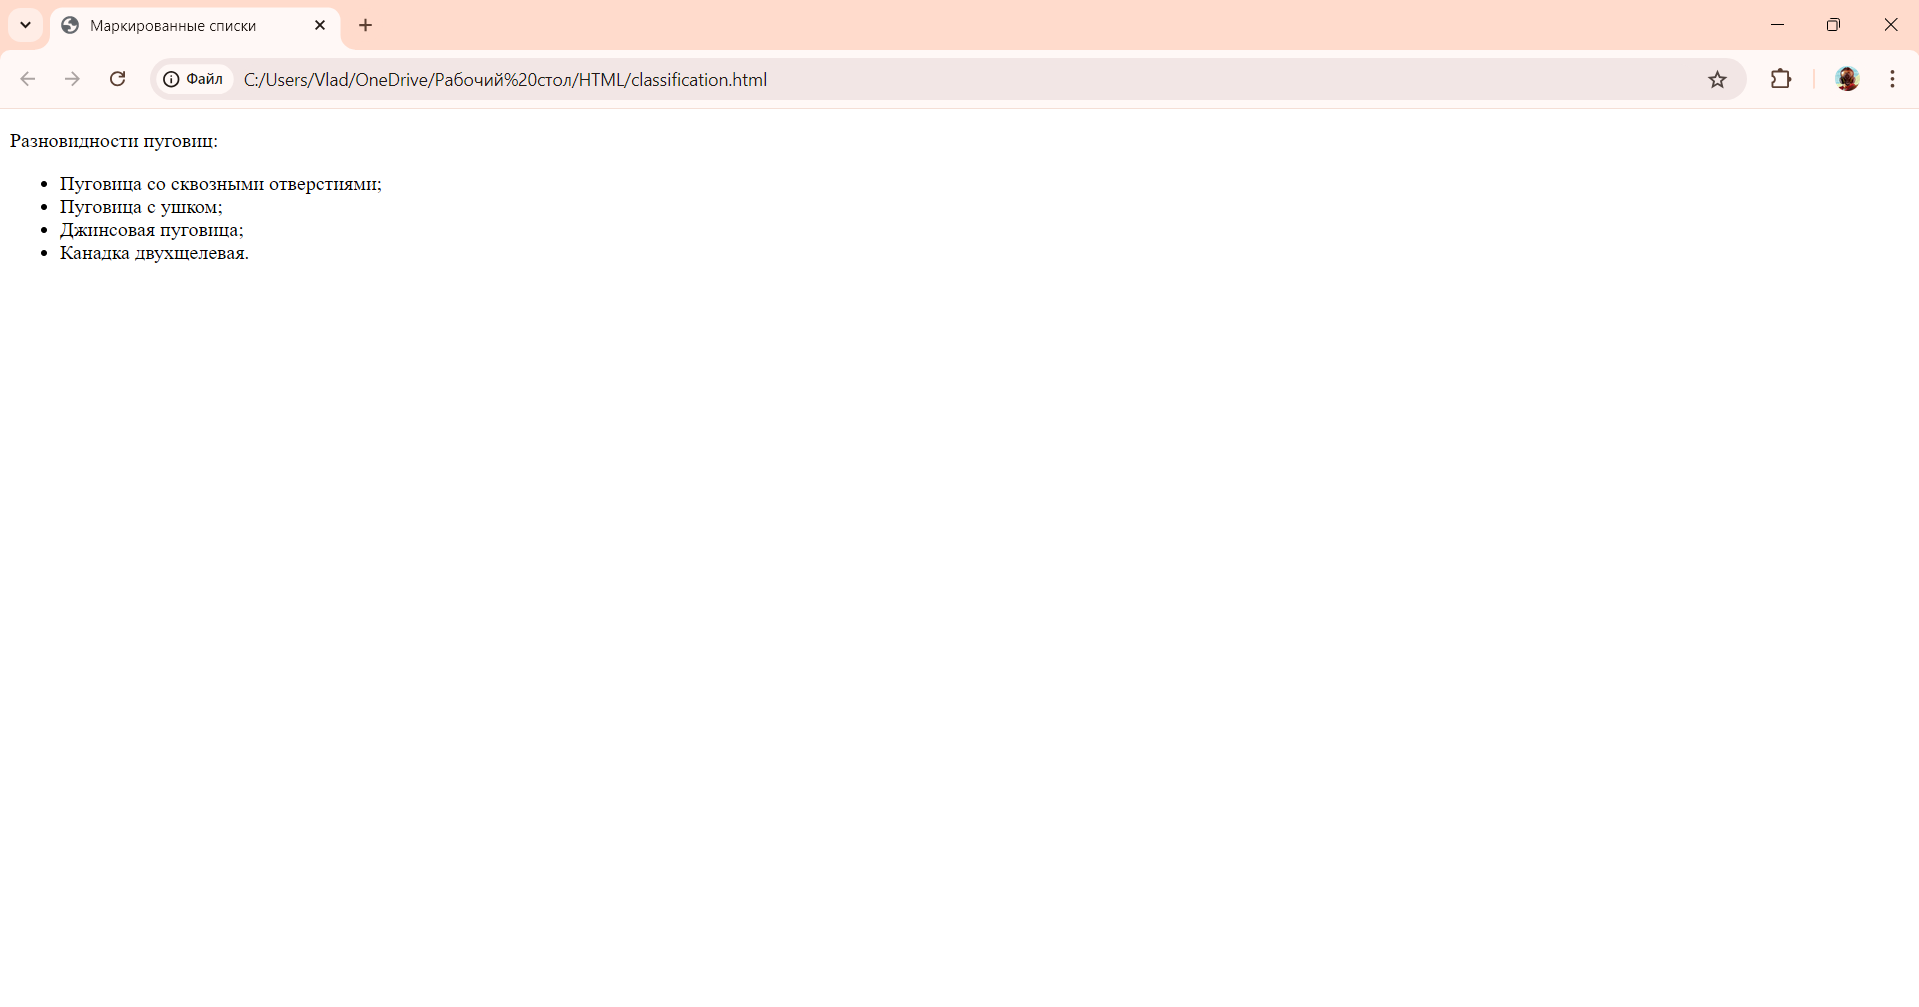 Маркированные списки
Файл
C:/Users/Vlad/OneDrive/Рабочий%20стол/HTML/classification.html
Разновидности пуговиц:
Пуговица со сквозными отверстиями;
Пуговица с ушком;
Джинсовая пуговица;
Канадка двухщелевая.